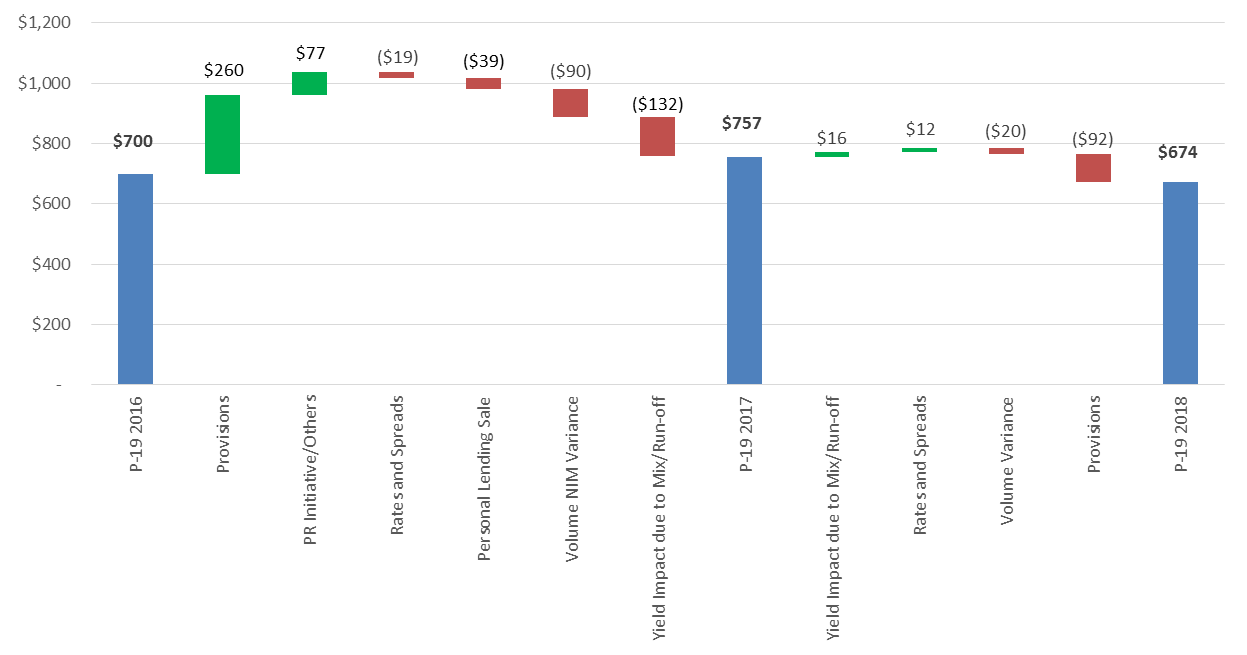 $1,200
$1,000
$800
$600
$400
$200
-
$700
$260
$77
($19)
($39)
($90)
($132)
$757
$16
$12
($20)
($92)
$674
P-19 2016
Provisions
PR Initiative/Others
Rates and Spreads
Personal Lending Sale
Volume NIM Variance
Yield Impact due to Mix/Run-off
P-19 2017
Yield Impact due to Mix/Run-off
Rates and Spreads
Volume Variance
Provisions
P-19 2018